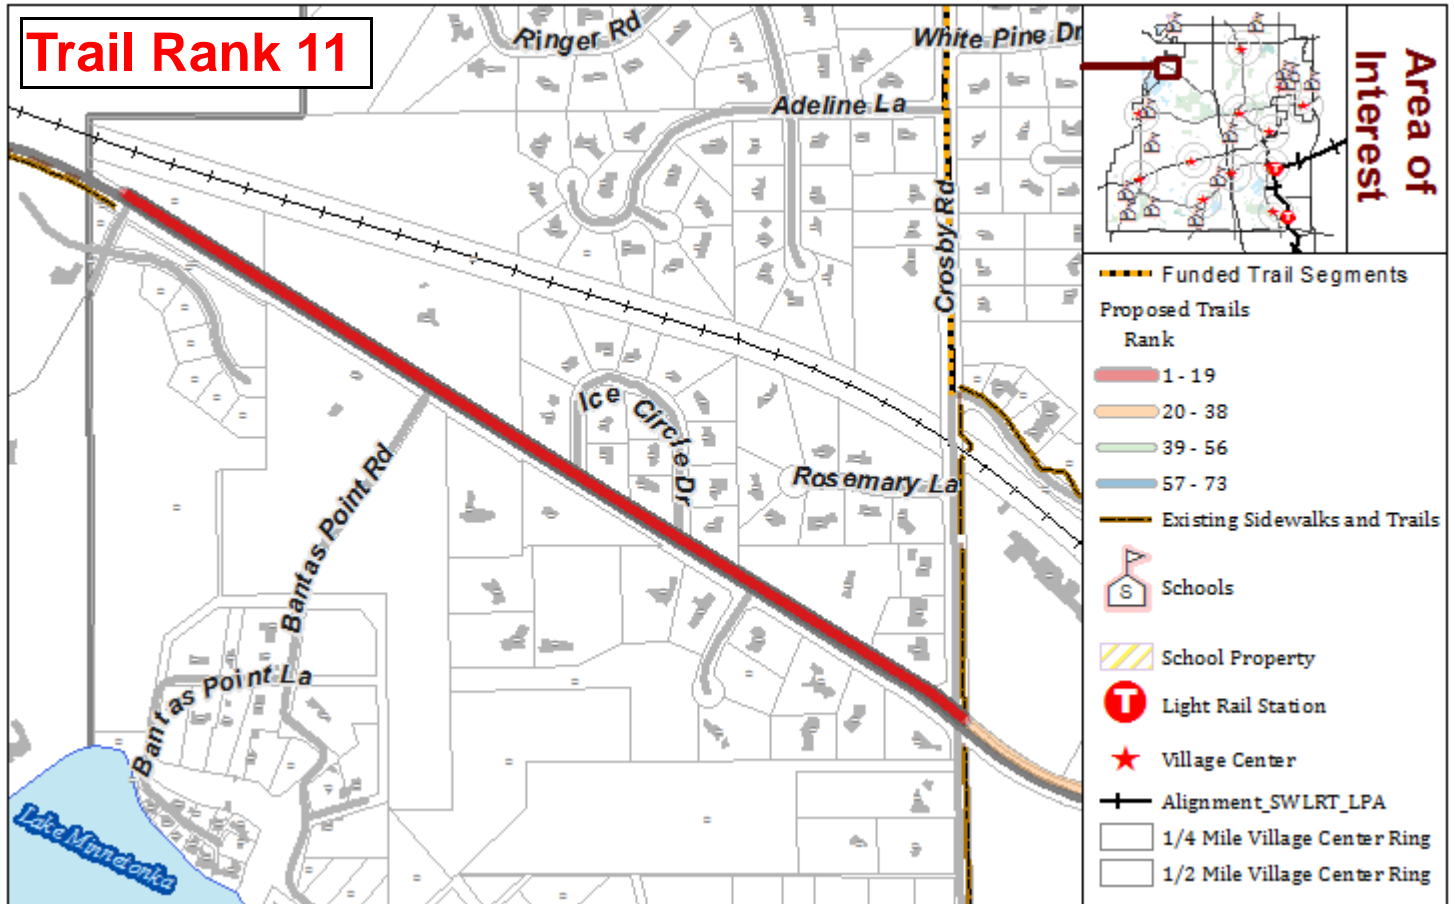 Trail Rank 11
Ringer Rd
White Pine Dr
Adeline La
Crosby Rd
Ice Circle Dr
Rosemary La
Bantas Point Rd
Bantas Point La
Lake Minnetonka
Area of
Interest
Funded Trail Segments
Proposed Trails
Rank
1 - 19
20 - 38
39 - 56
57 - 73
Existing Sidewalks and Trails
S
Schools
School Property
T
Light Rail Station
Village Center
Alignment_SWLRT_LPA
1/4 Mile Village Center Ring
1/2 Mile Village Center Ring